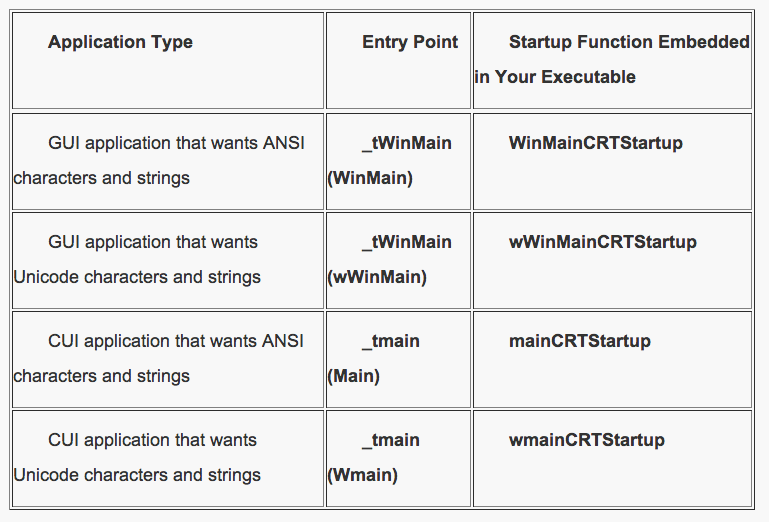 Application Type
Entry Point
Startup Function Embedded
in Your Executable
GUI application that wants ANSI
characters and strings
_tWinMain
(WinMain)
WinMainCRTStartup
GUI application that wants
Unicode characters and strings
_tWinMain
(wWinMain)
wWinMainCRTStartup
CUI application that wants ANSI
characters and strings
_tmain
(Main)
mainCRTStartup
CUI application that wants
Unicode characters and strings
_tmain
(Wmain)
wmainCRTStartup